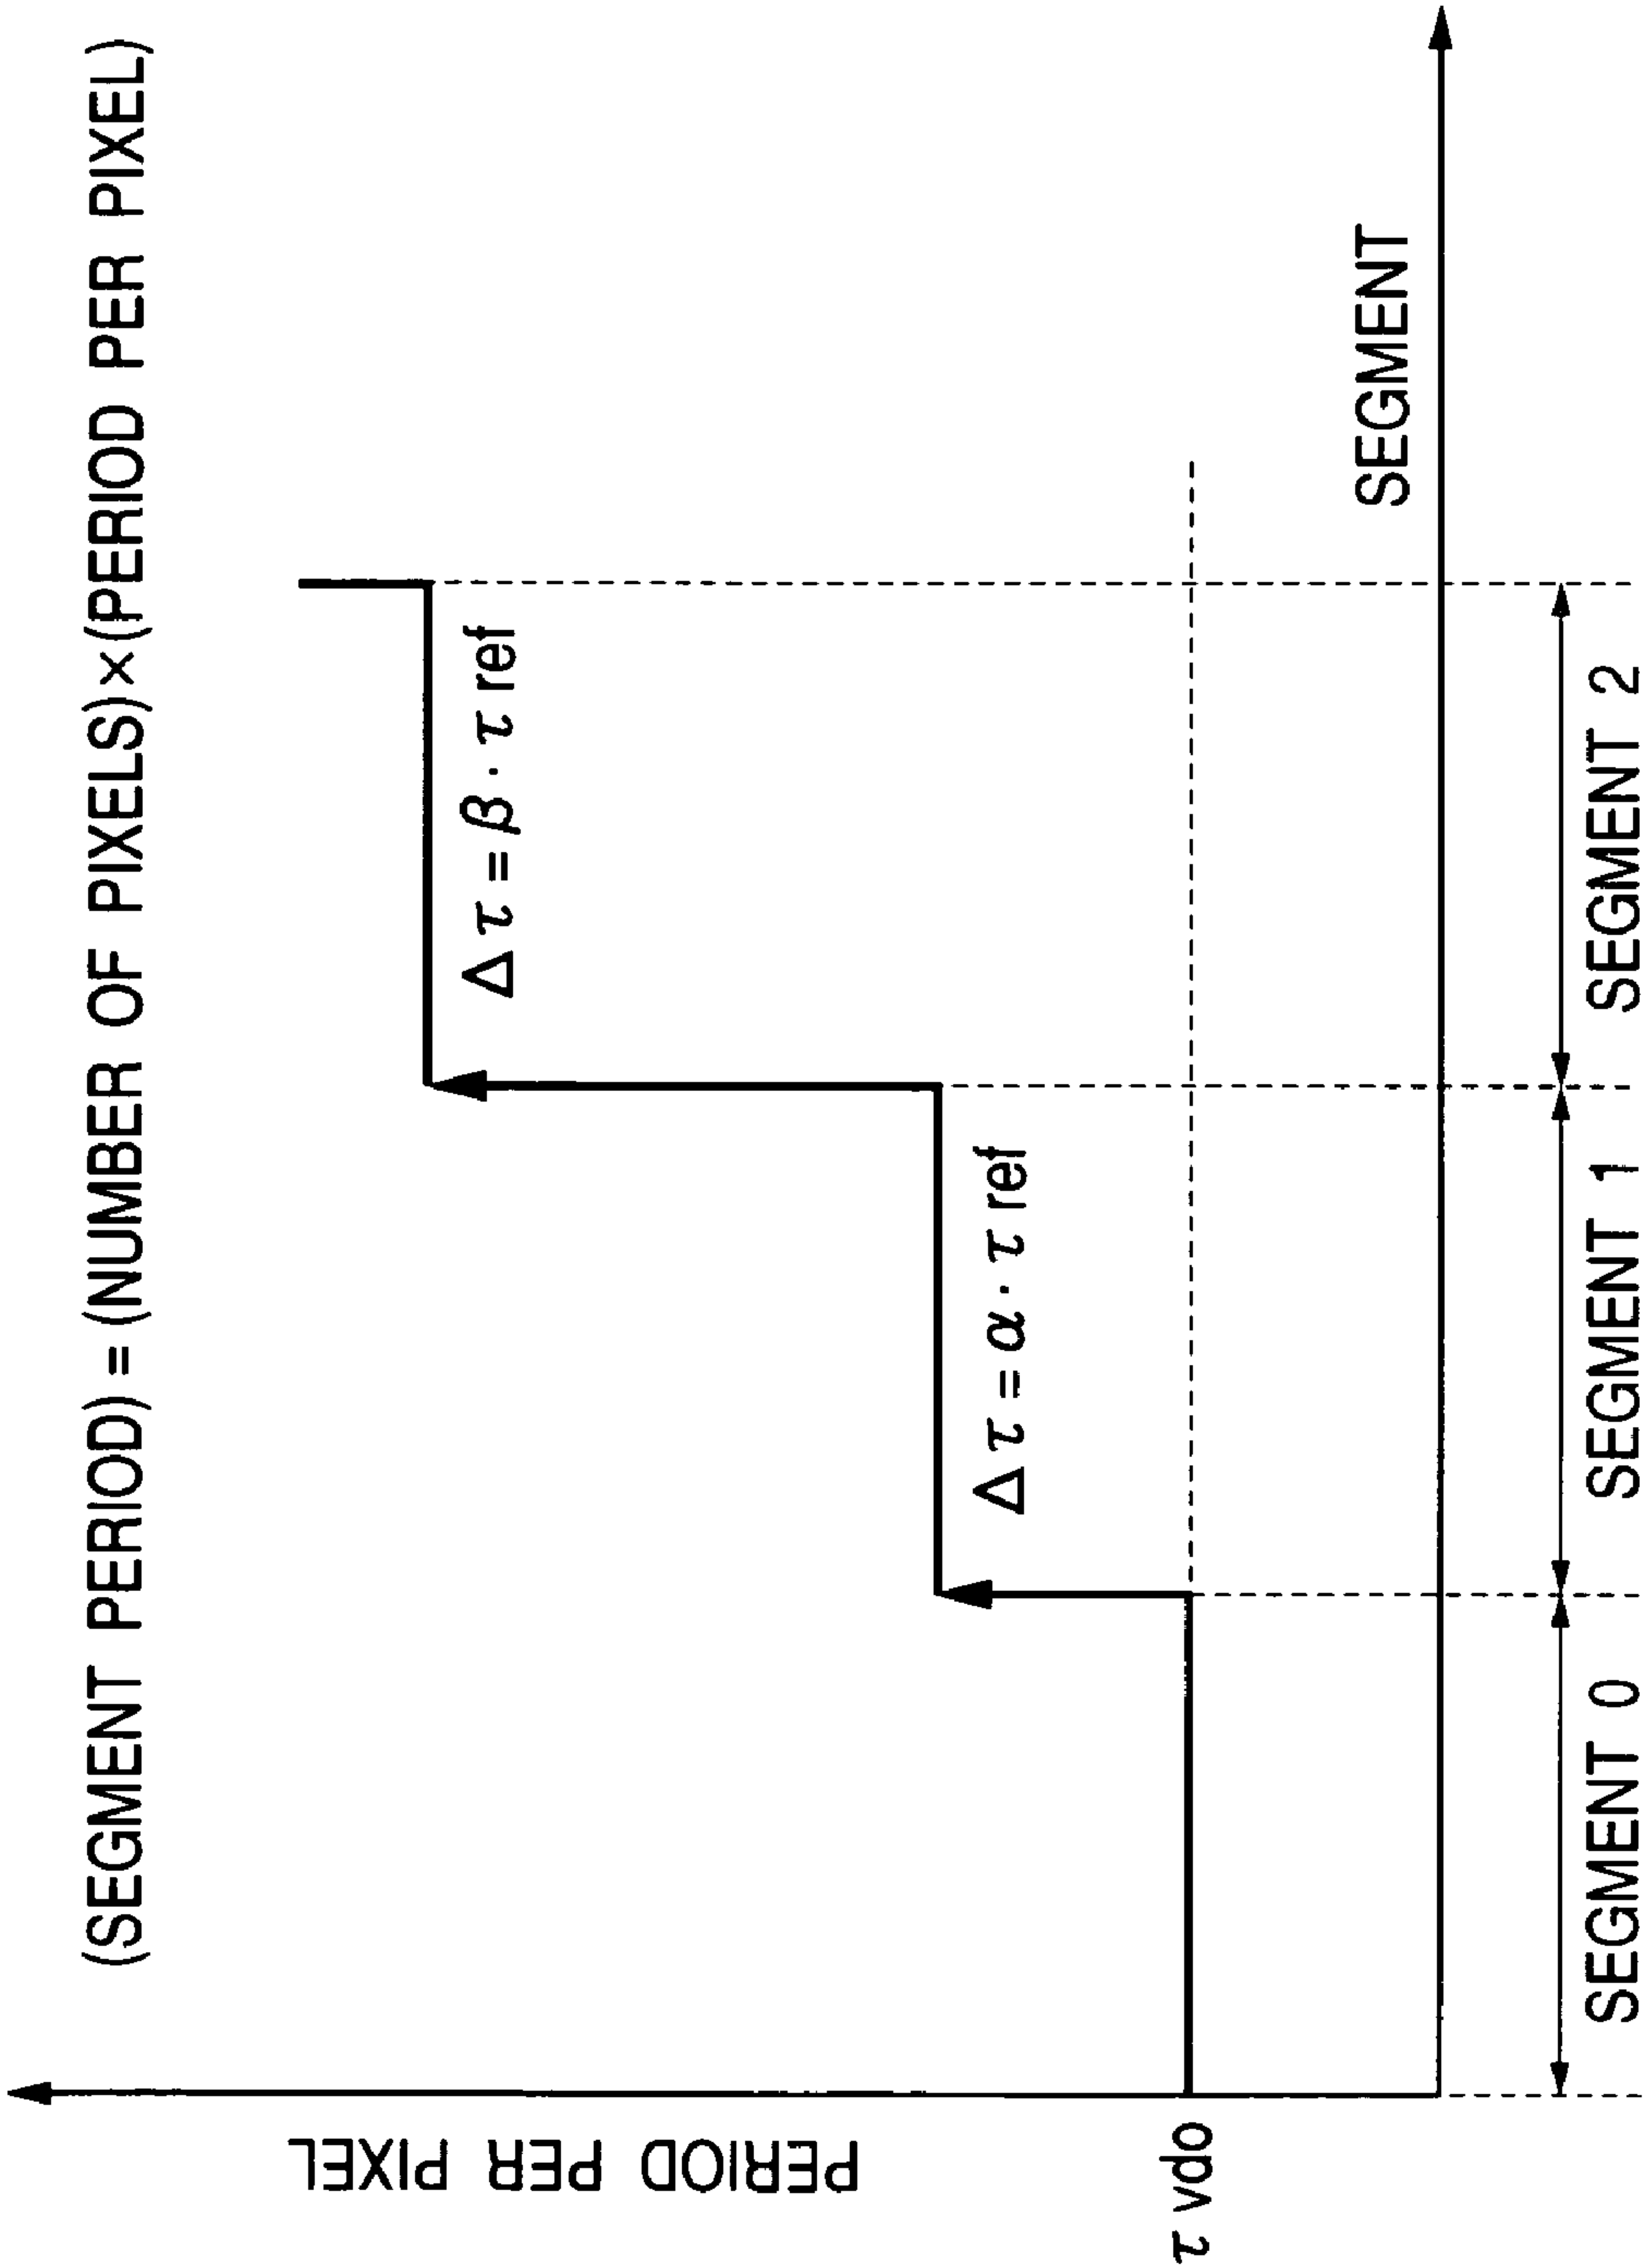 (SEGMENT PERIOD) = (NUMBER OF PIXELS)×(PERIOD PER PIXEL)
PERIOD PER PIXEL
Δτ = β · τ ref
Δτ = α · τ ref
τ vdo
SEGMENT
SEGMENT 0
SEGMENT 1
SEGMENT 2